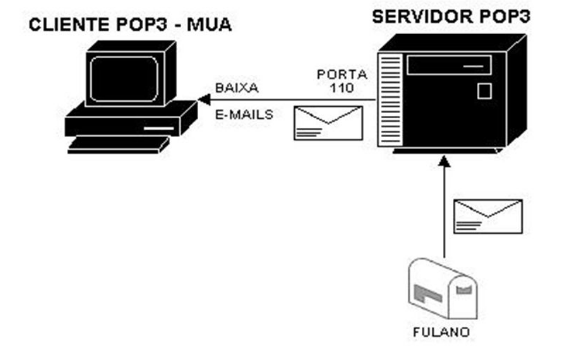 CLIENTE POP3 - MUA
SERVIDOR POP3
BAIXA
E-MAILS
PORTA
110
FULANO